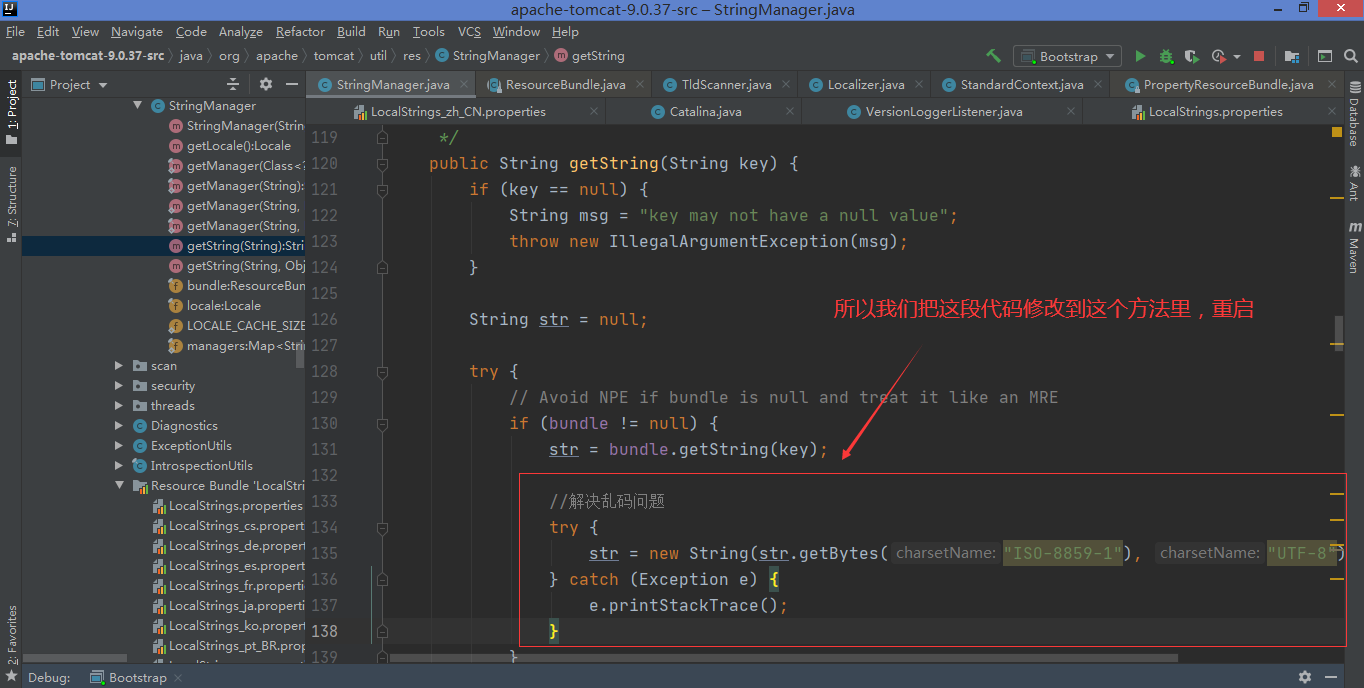 apache-tomcat-9.0.37-src – StringManager.java
File Edit View Navigate Code Analyze Refactor Build Run Tools VCS Window Help
apache-tomcat-9.0.37-src java org apache tomcat util res StringManager getString Bootstrap
1: Project
Project
StringManager.java ResourceBundle.java TldScanner.java Localizer.java StandardContext.java PropertyResourceBundle.java
LocalStrings_zh_CN.properties Catalina.java VersionLoggerListener.java LocalStrings.properties
StringManager
StringManager(Strin
getLocale():Locale
getManager(Class<?
getManager(String):
getManager(String,
getManager(String,
getString(String):Stri
getString(String, Obj
bundle:ResourceBun
locale:Locale
LOCALE_CACHE_SIZE
managers:Map<Strin
scan
security
threads
Diagnostics
ExceptionUtils
IntrospectionUtils
Resource Bundle 'LocalStri
LocalStrings.properties
LocalStrings_cs.propert
LocalStrings_de.propert
LocalStrings_es.propert
LocalStrings_fr.properti
LocalStrings_ja.properti
LocalStrings_ko.propert
LocalStrings_pt_BR.prop
7: Structure
2: Favorites
119 */
120 public String getString(String key) {
121 if (key == null) {
122 String msg = "key may not have a null value";
123 throw new IllegalArgumentException(msg);
124 }
125
126 String str = null;
所以我们把这段代码修改到这个方法里，重启
127
128 try {
129 // Avoid NPE if bundle is null and treat it like an MRE
130 if (bundle != null) {
131 str = bundle.getString(key);
132
133 //解决乱码问题
134 try {
135 str = new String(str.getBytes( charsetName: "ISO-8859-1"), charsetName: "UTF-8")
136 } catch (Exception e) {
137 e.printStackTrace();
138 }
139 }
Database
Ant
Maven
Debug: Bootstrap